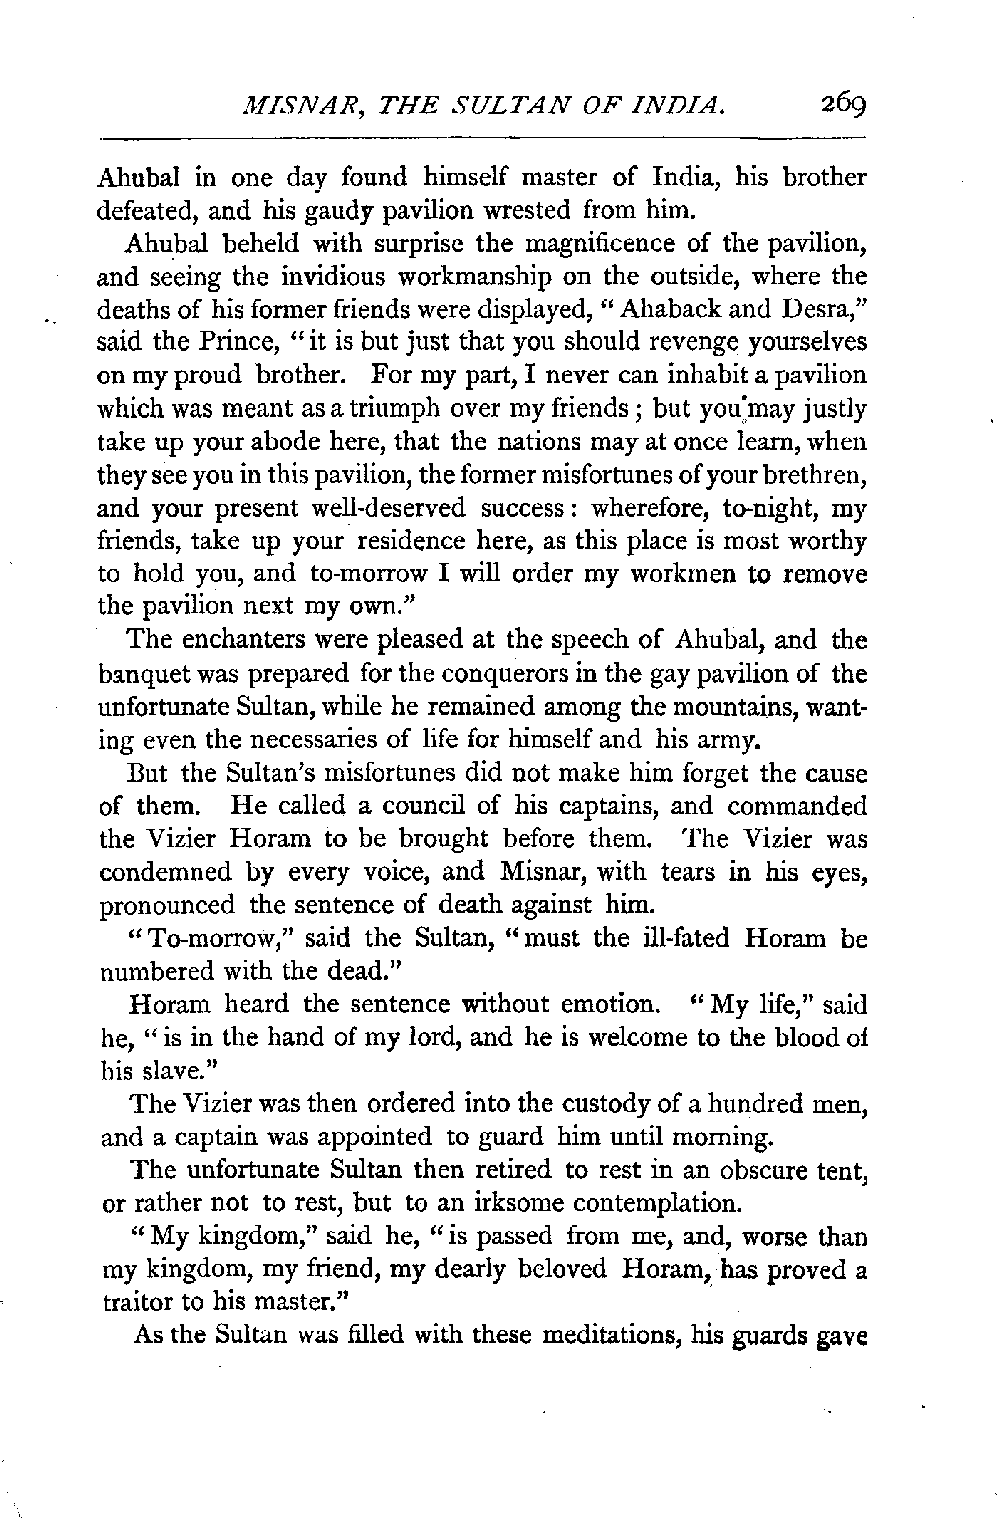 MISNAR, THE SULTAN OF INDIA. 269
Ahubal in one day found himself master of India, his brother
defeated, and his gaudy pavilion wrested from him.
Ahubal beheld with surprise the magnificence of the pavilion,
and seeing the invidious workmanship on the outside, where the
deaths of his former friends were displayed, “Ahaback and Desra,”
said the Prince, “it is but just that you should revenge yourselves
on my proud brother. For my part, I never can inhabit a pavilion
which was meant as a triumph over my friends; but you may justly
take up your abode here, that the nations may at once learn, when
they see you in this pavilion, the former misfortunes of your brethren,
and your present well-deserved success: wherefore, to-night, my
friends, take up your residence here, as this place is most worthy
to hold you, and to-morrow I will order my workmen to remove
the pavilion next my own.”
The enchanters were pleased at the speech of Ahubal, and the
banquet was prepared for the conquerors in the gay pavilion of the
unfortunate Sultan, while he remained among the mountains, want-
ing even the necessaries of life for himself and his army.
But the Sultan’s misfortunes did not make him forget the cause
of them. He called a council of his captains, and commanded
the Vizier Horam to be brought before them. The Vizier was
condemned by every voice, and Misnar, with tears in his eyes,
pronounced the sentence of death against him.
“To-morrow,” said the Sultan, “must the ill-fated Horam be
numbered with the dead.”
Horam heard the sentence without emotion. “My life,” said
he, “is in the hand of my lord, and he is welcome to the blood of
his slave.”
The Vizier was then ordered into the custody of a hundred men,
and a captain was appointed to guard him until morning.
The unfortunate Sultan then retired to rest in an obscure tent,
or rather not to rest, but to an irksome contemplation.
“My kingdom,” said he, “is passed from me, and, worse than
my kingdom, my friend, my dearly beloved Horam, has proved a
traitor to his master.”
As the Sultan was filled with these meditations, his guards gave